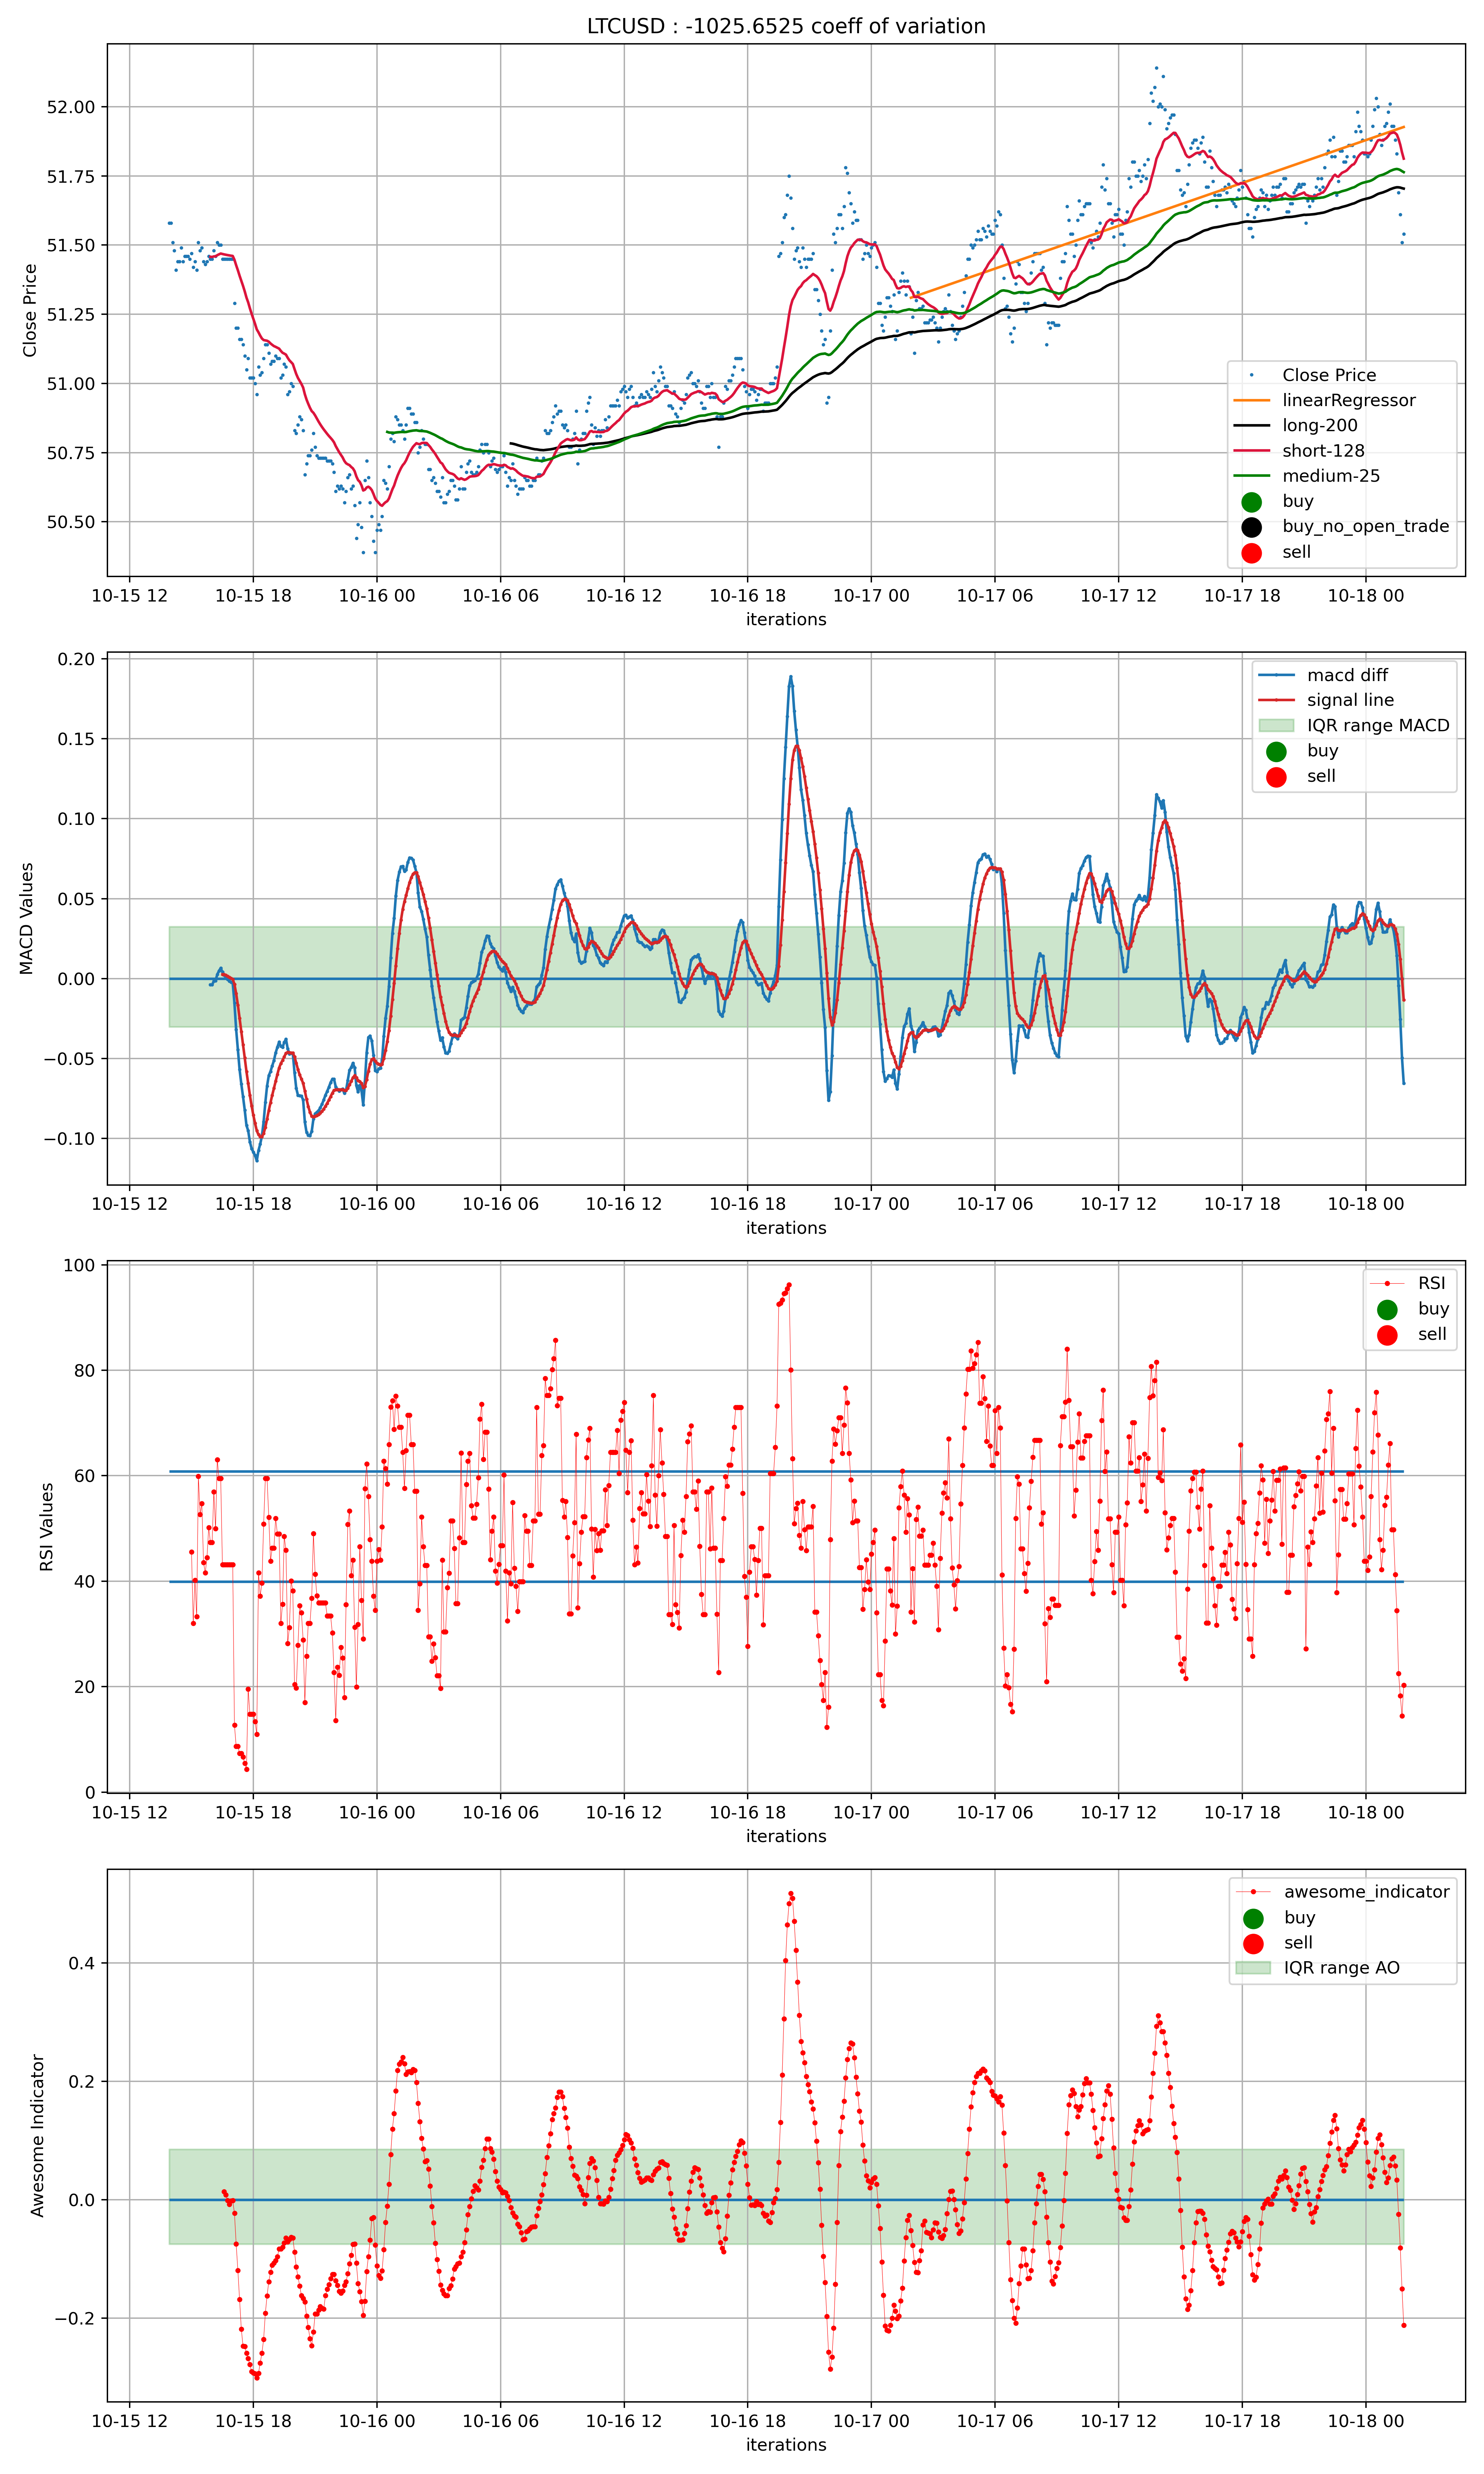 LTCUSD : -1025.6525 coeff of variation
Close Price
52.00
51.75
51.50
51.25
51.00
50.75
50.50
Close Price
linearRegressor
long-200
short-128
medium-25
buy
buy_no_open_trade
sell
10-15 12 10-15 18 10-16 00 10-16 06 10-16 12 10-16 18 10-17 00 10-17 06 10-17 12 10-17 18 10-18 00
iterations
MACD Values
0.20
0.15
0.10
0.05
0.00
−0.05
−0.10
macd diff
signal line
IQR range MACD
buy
sell
10-15 12 10-15 18 10-16 00 10-16 06 10-16 12 10-16 18 10-17 00 10-17 06 10-17 12 10-17 18 10-18 00
iterations
RSI Values
100
80
60
40
20
0
RSI
buy
sell
10-15 12 10-15 18 10-16 00 10-16 06 10-16 12 10-16 18 10-17 00 10-17 06 10-17 12 10-17 18 10-18 00
iterations
Awesome Indicator
0.4
0.2
0.0
−0.2
awesome_indicator
buy
sell
IQR range AO
10-15 12 10-15 18 10-16 00 10-16 06 10-16 12 10-16 18 10-17 00 10-17 06 10-17 12 10-17 18 10-18 00
iterations